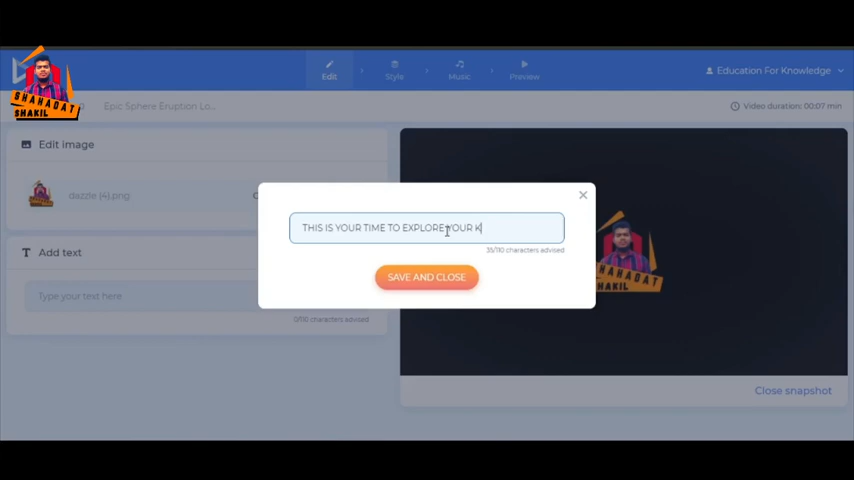 SHAHADAT
SHAKIL
Edit
Style
Music
Preview
Education For Knowledge
Epic Sphere Eruption Lo...
Video duration: 00:07 min
Edit image
dazzle (4).png
THIS IS YOUR TIME TO EXPLORE YOUR K
35/110 characters advised
SAVE AND CLOSE
Add text
Type your text here
0/110 characters advised
SHAHADAT
SHAKIL
Close snapshot